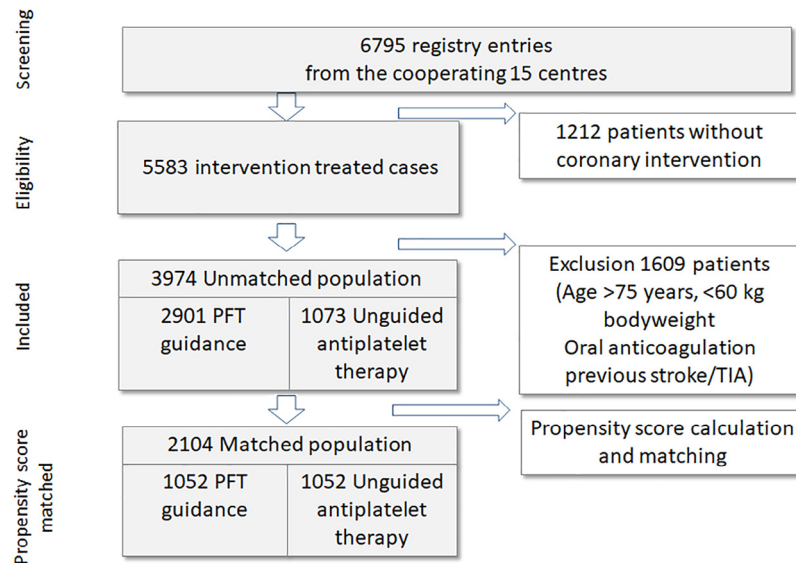 Screening
6795 registry entries
from the cooperating 15 centres
Eligibility
5583 intervention treated cases
1212 patients without
coronary intervention
Included
3974 Unmatched population
2901 PFT
guidance
1073 Unguided
antiplatelet
therapy
Exclusion 1609 patients
(Age >75 years, <60 kg
bodyweight
Oral anticoagulation
previous stroke/TIA)
Propensity score
matched
2104 Matched population
1052 PFT
guidance
1052 Unguided
antiplatelet
therapy
Propensity score calculation
and matching